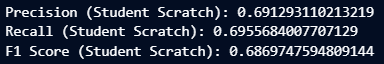 Precision (Student Scratch): 0.691293110213219
Recall (Student Scratch): 0.6955684007707129
F1 Score (Student Scratch): 0.6869747594809144